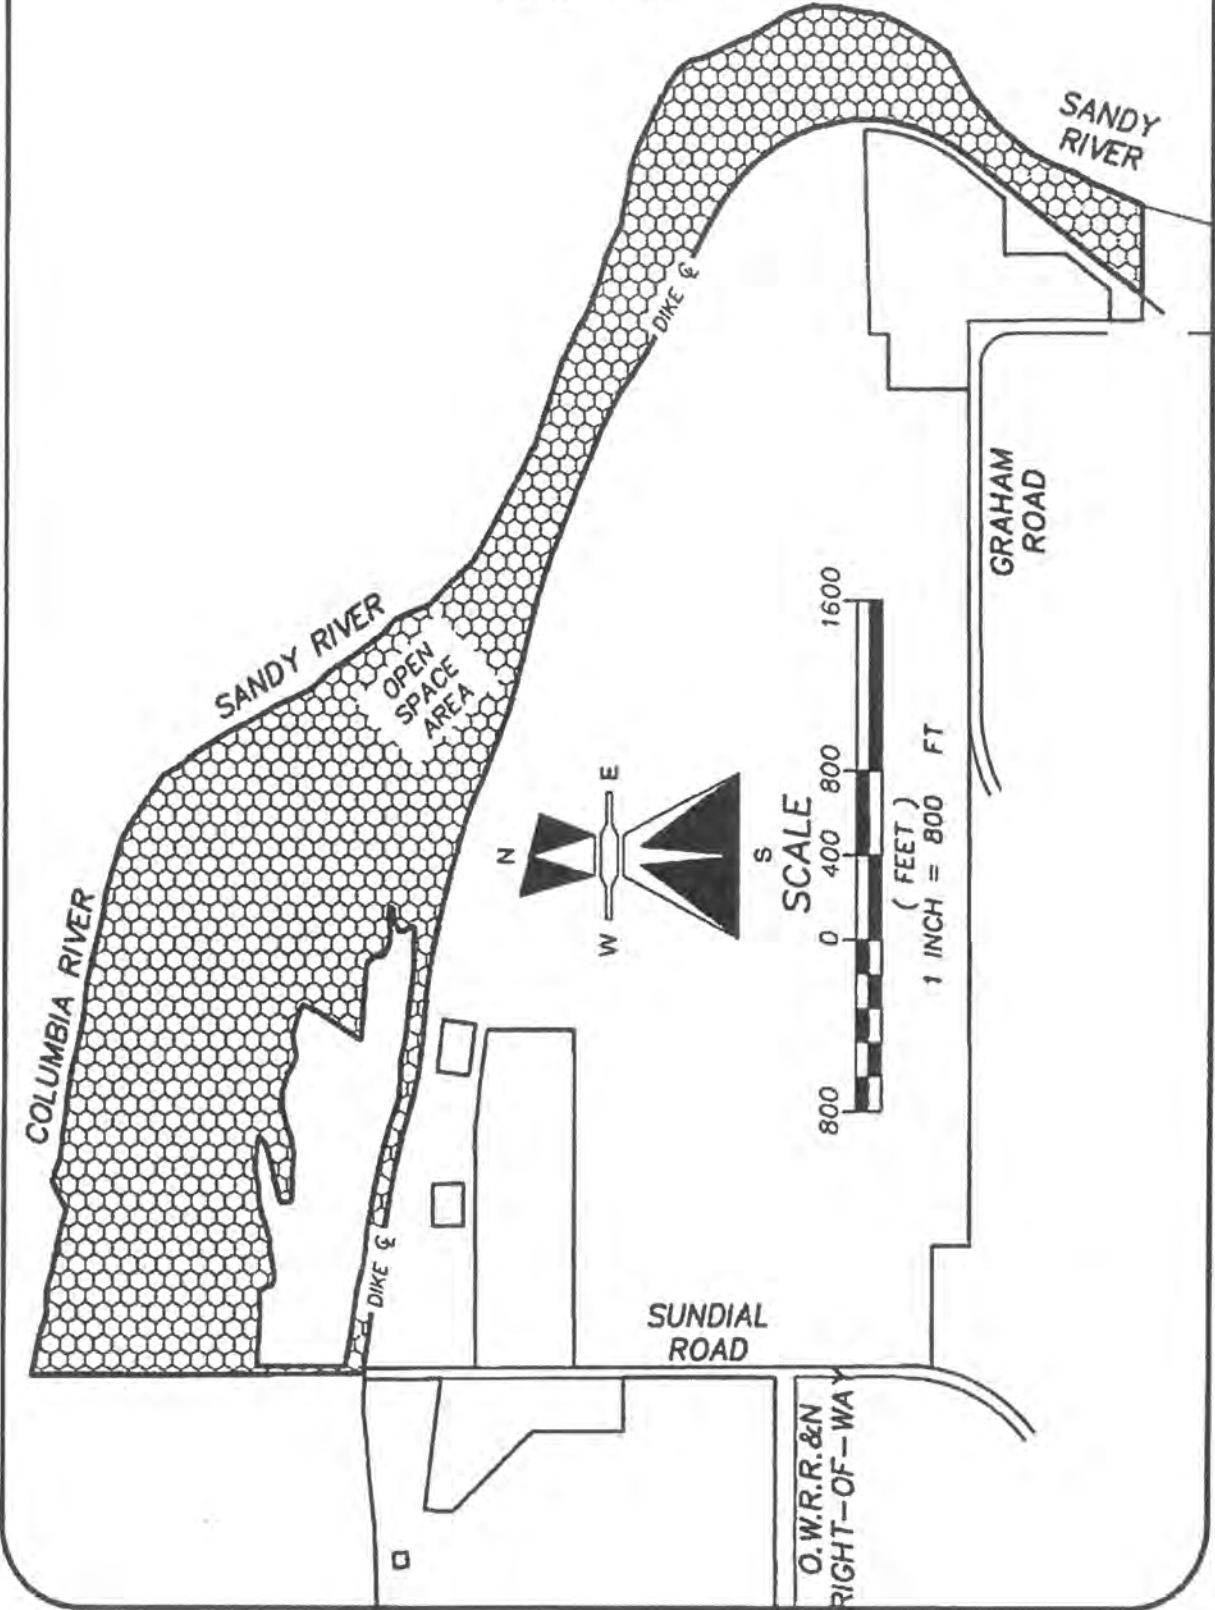 SANDY
RIVER
DIKE ℄
SANDY RIVER
OPEN
SPACE
AREA
GRAHAM
ROAD
COLUMBIA RIVER
N
W
E
S
SCALE
800
0
400
800
1600
( FEET )
1 INCH = 800 FT
DIKE ℄
SUNDIAL
ROAD
O.W.R.R.&N
RIGHT-OF-WAY